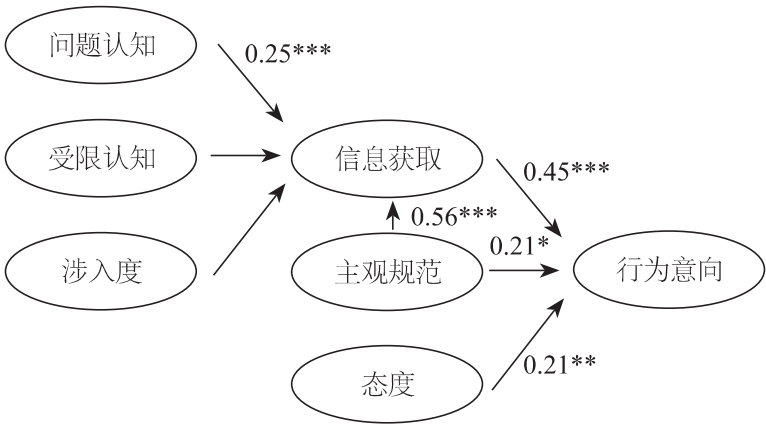 问题认知
0.25***
受限认知
信息获取
0.45***
0.56***
涉入度
主观规范
0.21*
行为意向
态度
0.21**